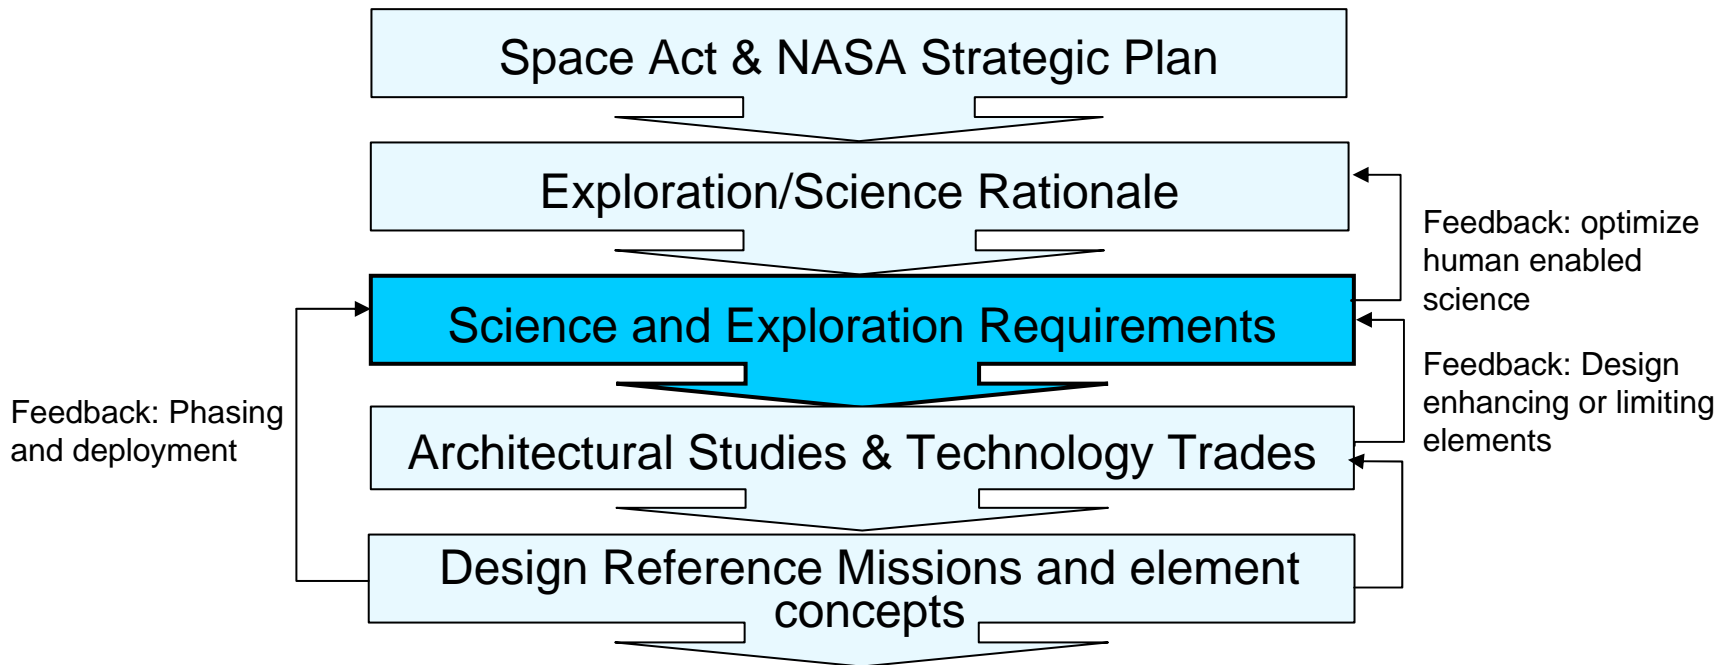 Space Act & NASA Strategic Plan
Exploration/Science Rationale
Feedback: optimize
human enabled
science
Science and Exploration Requirements
Feedback: Design
enhancing or limiting
elements
Feedback: Phasing
and deployment
Architectural Studies & Technology Trades
Design Reference Missions and element
concepts